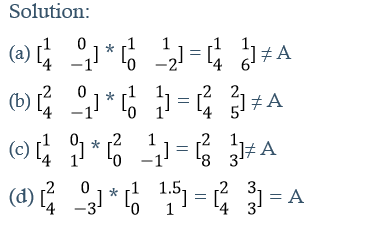 Solution:
(a) [1 0 4 -1] * [1 1 0 -2] = [1 1 4 6] ≠ A
(b) [2 0 4 -1] * [1 1 0 1] = [2 2 4 5] ≠ A
(c) [1 0 4 1] * [2 1 0 -1] = [2 1 8 3] ≠ A
(d) [2 0 4 -3] * [1 1.5 0 1] = [2 3 4 3] = A